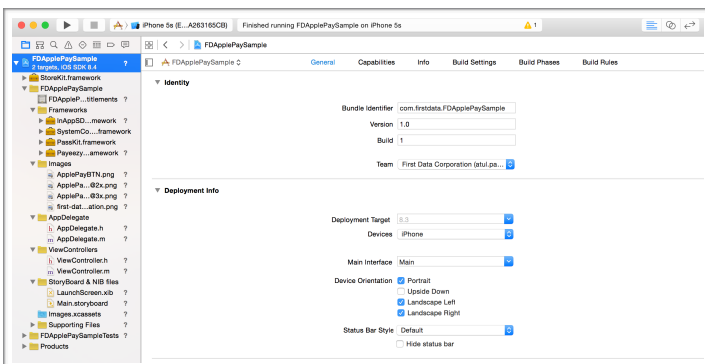 iPhone 5s (E...A263165CB) Finished running FDApplePaySample on iPhone 5s 1
FDApplePaySample
FDApplePaySample
2 targets, iOS SDK 8.4 ?
StoreKit.framework
FDApplePaySample
FDAppleP...titlements ?
Frameworks
InAppSD...mework ?
SystemCo....framework
PassKit.framework
Payeezy...amework ?
Images
ApplePayBTN.png ?
ApplePa...@2x.png ?
ApplePa...@3x.png ?
first-dat...ation.png ?
AppDelegate
h AppDelegate.h ?
m AppDelegate.m ?
ViewControllers
h ViewController.h ?
m ViewController.m ?
StoryBoard & NIB files
LaunchScreen.xib ?
Main.storyboard ?
Images.xcassets ?
Supporting Files ?
FDApplePaySampleTests ?
Products
FDApplePaySample General Capabilities Info Build Settings Build Phases Build Rules
Identity
Bundle Identifier com.firstdata.FDApplePaySample
Version 1.0
Build 1
Team First Data Corporation (atul.pa...
Deployment Info
Deployment Target 8.3
Devices iPhone
Main Interface Main
Device Orientation Portrait
Upside Down
Landscape Left
Landscape Right
Status Bar Style Default
Hide status bar